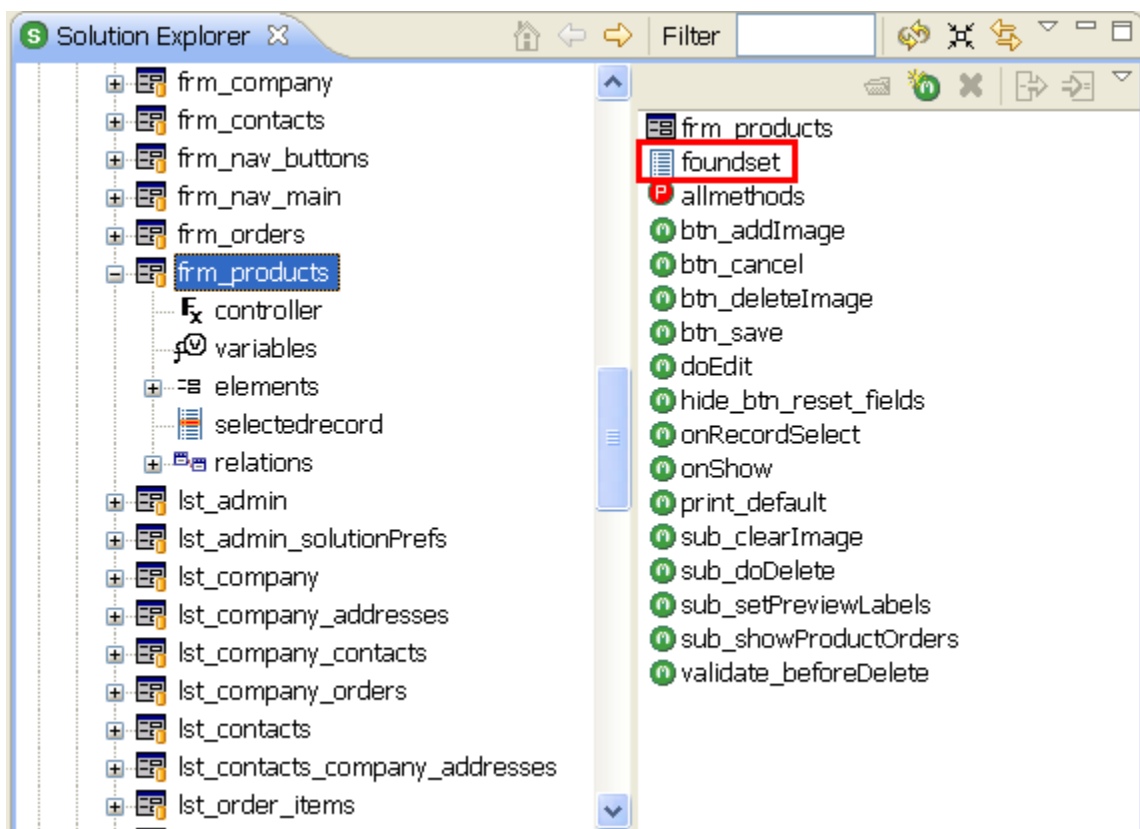 Solution Explorer
Filter
frm_company
frm_contacts
frm_nav_buttons
frm_nav_main
frm_orders
frm_products
controller
variables
elements
selectedrecord
relations
lst_admin
lst_admin_solutionPrefs
lst_company
lst_company_addresses
lst_company_contacts
lst_company_orders
lst_contacts
lst_contacts_company_addresses
lst_order_items
frm_products
foundset
allmethods
btn_addImage
btn_cancel
btn_deleteImage
btn_save
doEdit
hide_btn_reset_fields
onRecordSelect
onShow
print_default
sub_clearImage
sub_doDelete
sub_setPreviewLabels
sub_showProductOrders
validate_beforeDelete